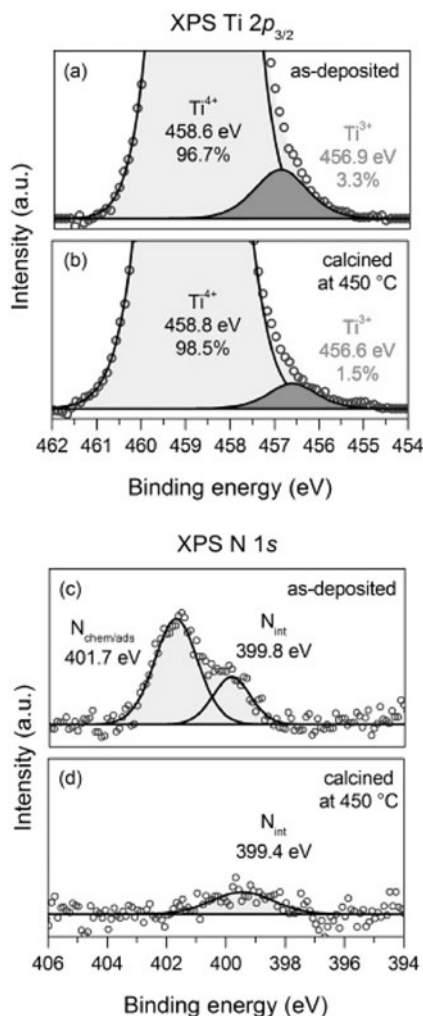 XPS Ti 2p3/2
(a)
as-deposited
Ti4+
458.6 eV
96.7%
Ti3+
456.9 eV
3.3%
Intensity (a.u.)
(b)
calcined
at 450 °C
Ti4+
458.8 eV
98.5%
Ti3+
456.6 eV
1.5%
462 461 460 459 458 457 456 455 454
Binding energy (eV)
XPS N 1s
(c)
as-deposited
Nchem/ads
401.7 eV
Nint
399.8 eV
Intensity (a.u.)
(d)
calcined
at 450 °C
Nint
399.4 eV
406 404 402 400 398 396 394
Binding energy (eV)